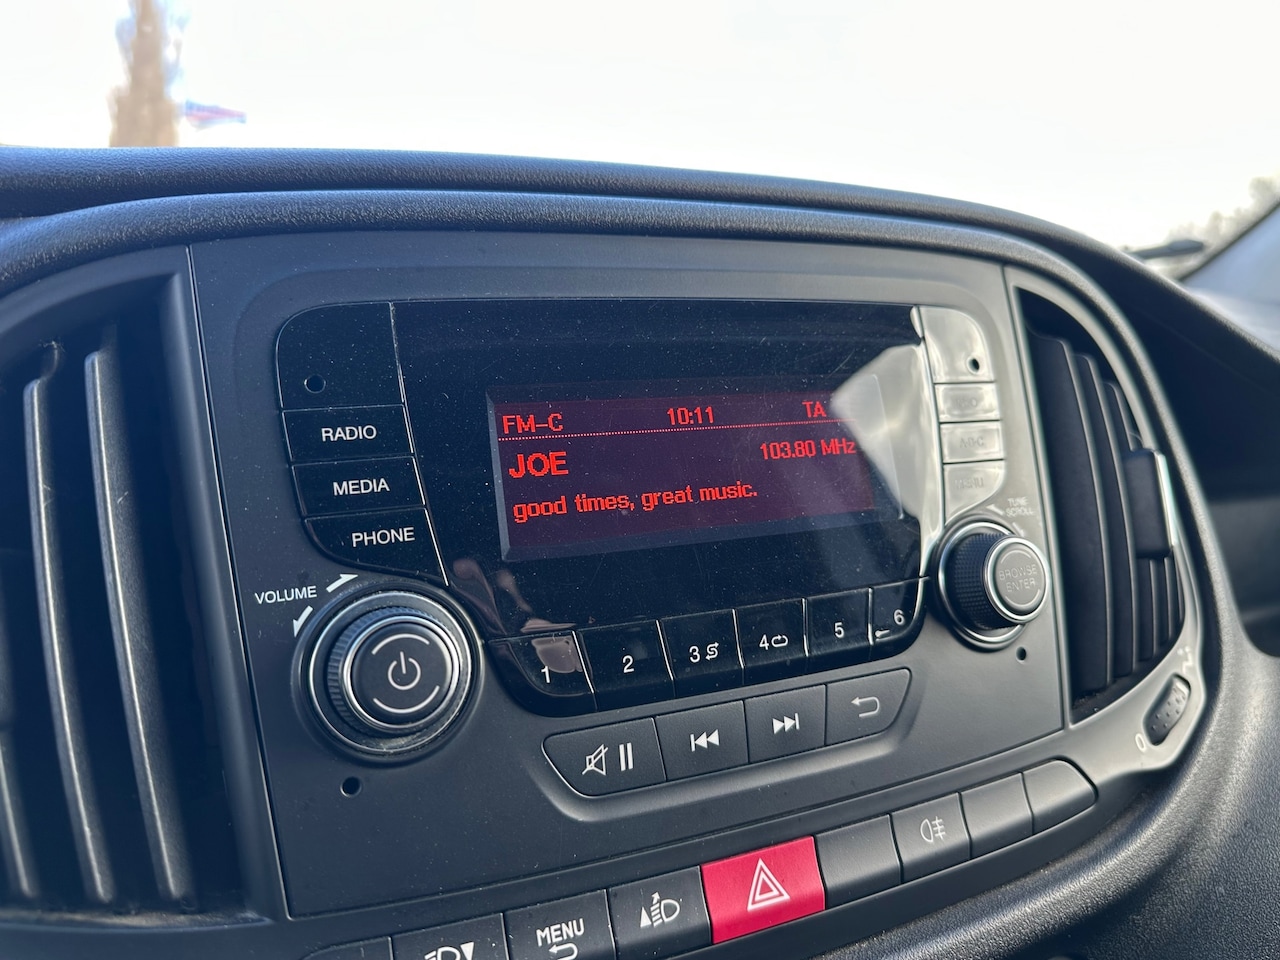 FM-C 10:11 TA
JOE 103.80 MHz
good times, great music.
RADIO
MEDIA
PHONE
VOLUME
TUNE
SCROLL
BROWSE
ENTER
1 2 3 4 5 6
0
MENU